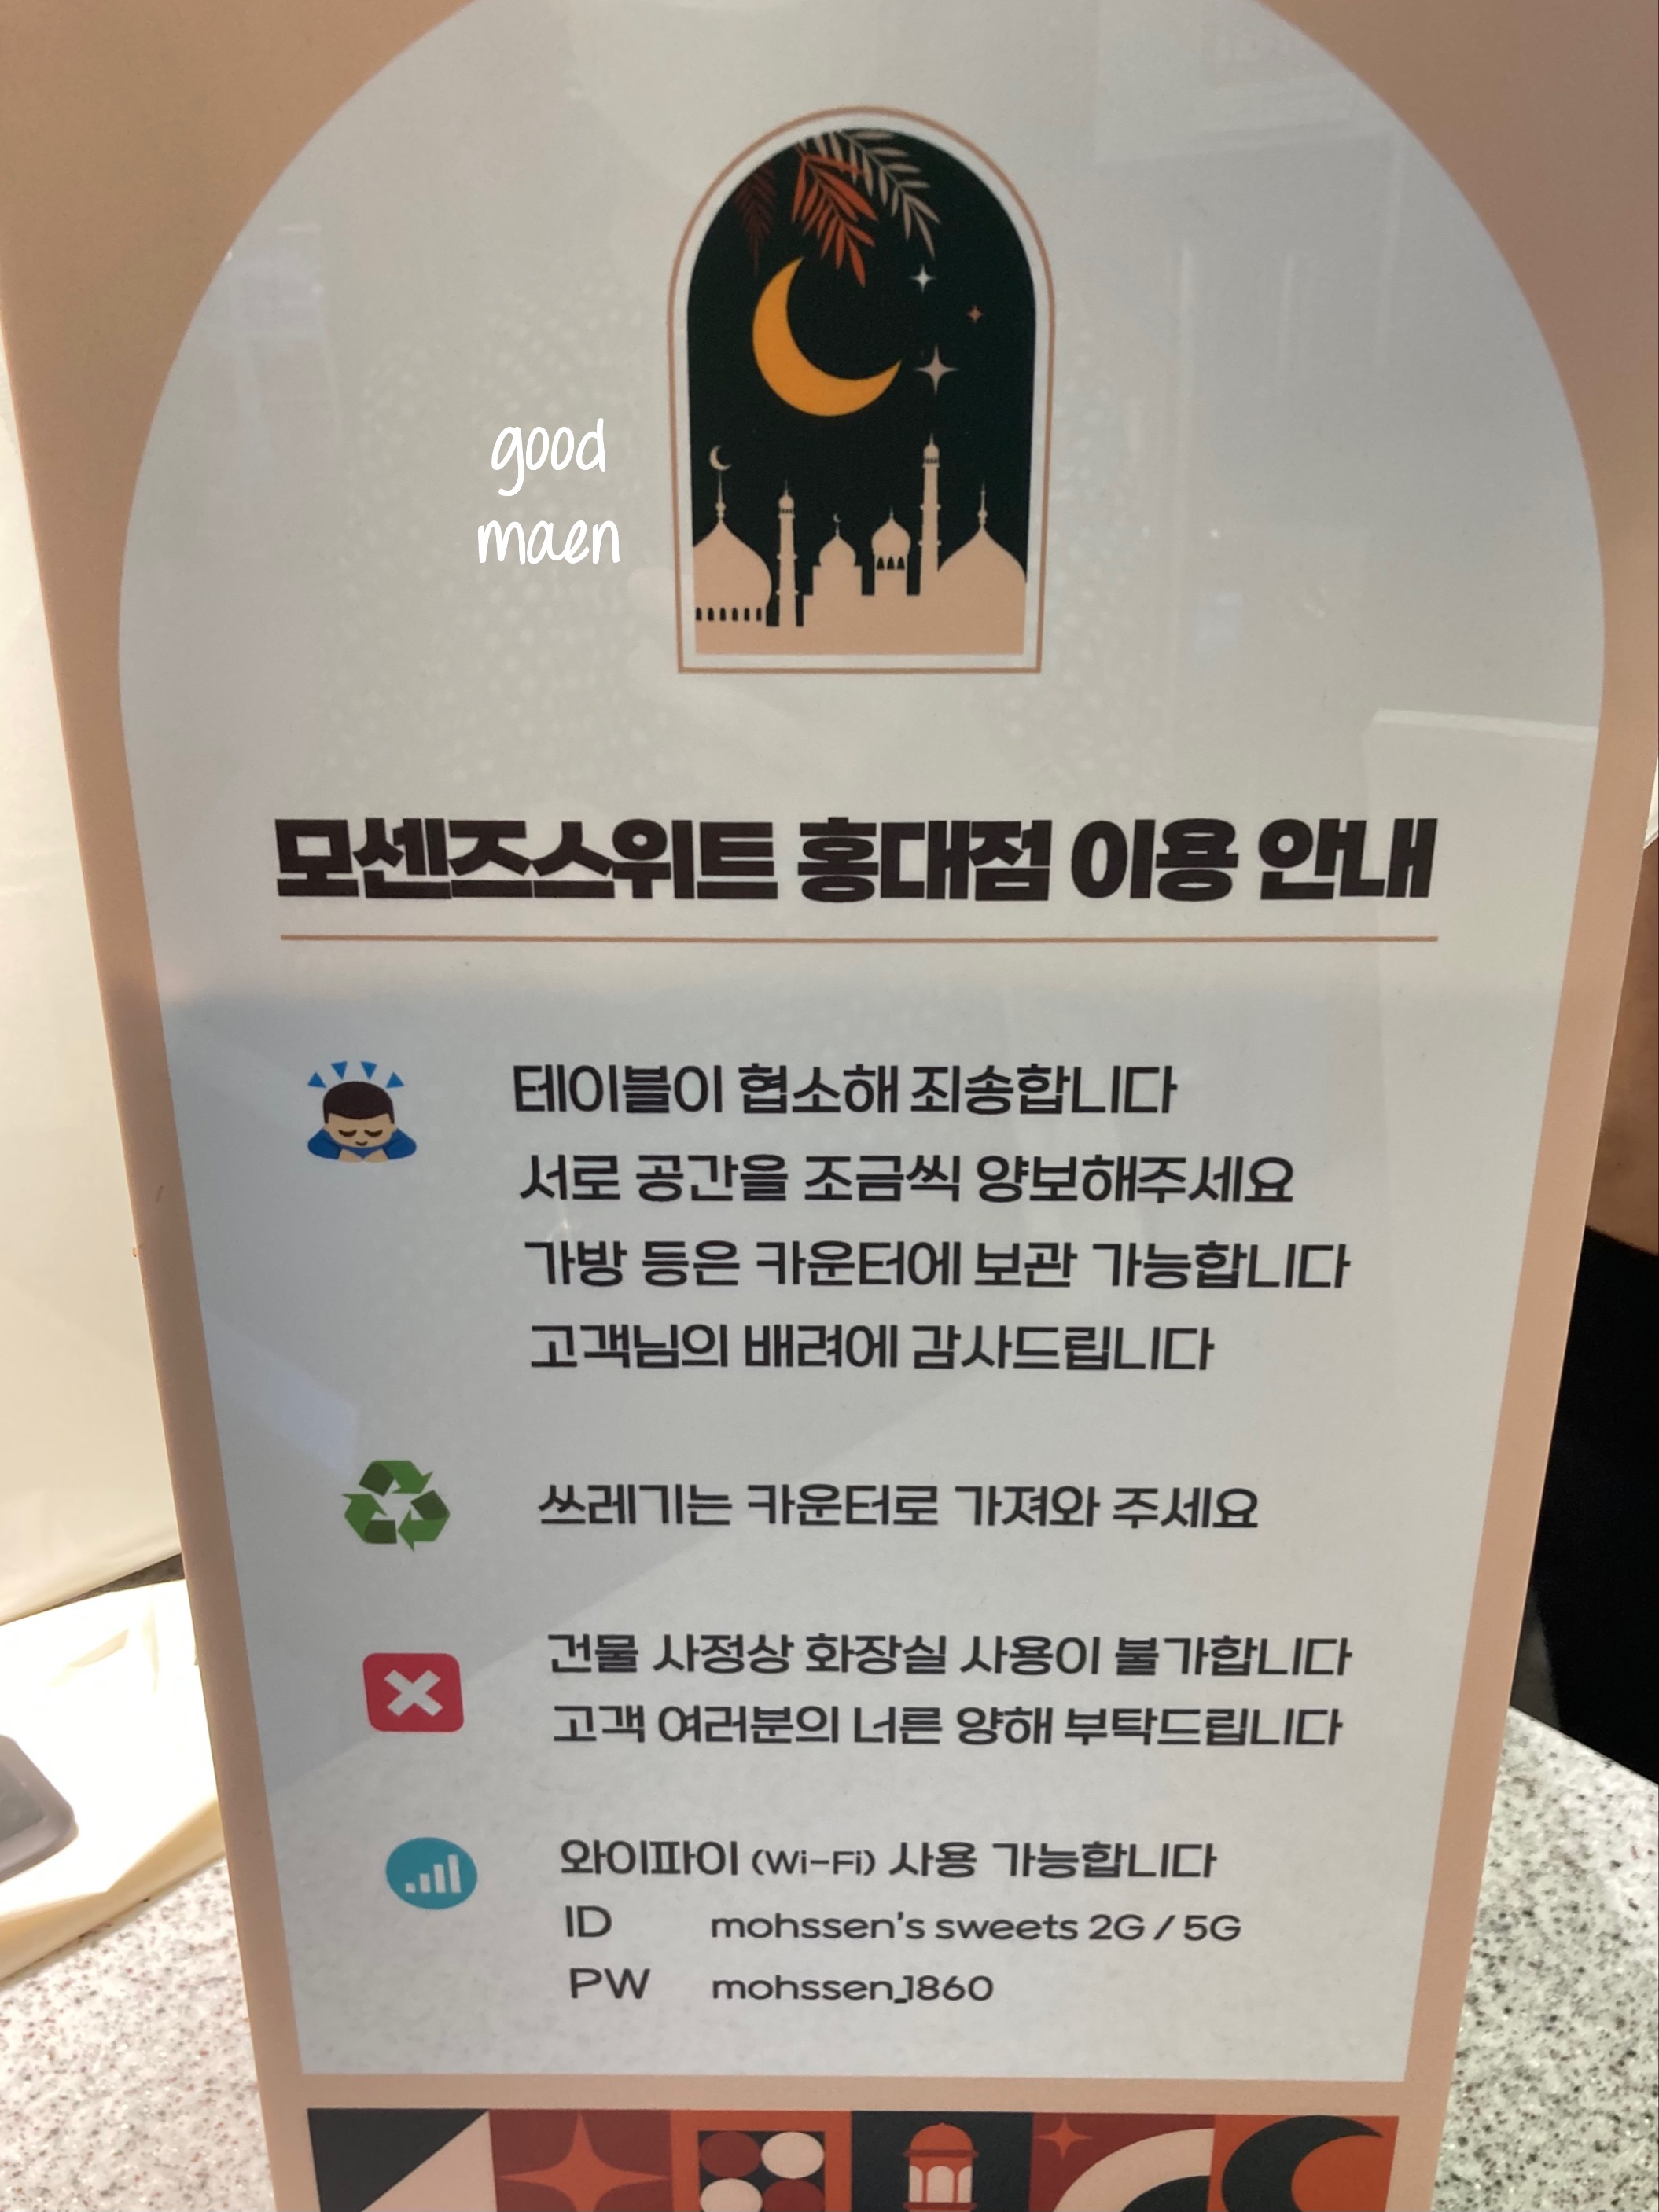 good
maen
모센즈스위트 홍대점 이용 안내
테이블이 협소해 죄송합니다
서로 공간을 조금씩 양보해주세요
가방 등은 카운터에 보관 가능합니다
고객님의 배려에 감사드립니다
쓰레기는 카운터로 가져와 주세요
건물 사정상 화장실 사용이 불가합니다
고객 여러분의 너른 양해 부탁드립니다
와이파이 (Wi-Fi) 사용 가능합니다
ID mohssen's sweets 2G / 5G
PW mohssen_1860